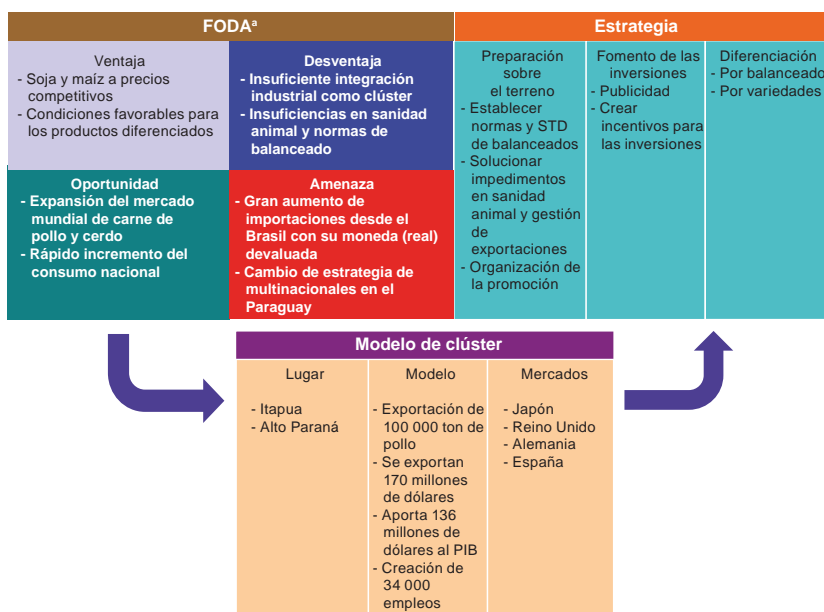 FODAª
Ventaja
- Soja y maíz a precios
competitivos
- Condiciones favorables para
los productos diferenciados
Desventaja
- Insuficiente integración
industrial como clúster
- Insuficiencias en sanidad
animal y normas de
balanceado
Oportunidad
- Expansión del mercado
mundial de carne de
pollo y cerdo
- Rápido incremento del
consumo nacional
Amenaza
- Gran aumento de
importaciones desde el
Brasil con su moneda (real)
devaluada
- Cambio de estrategia de
multinacionales en el
Paraguay
Estrategia
Preparación
sobre
el terreno
- Establecer
normas y STD
de balanceados
- Solucionar
impedimentos
en sanidad
animal y gestión
de
exportaciones
- Organización de
la promoción
Fomento de las
inversiones
- Publicidad
- Crear
incentivos para
las inversiones
Diferenciación
- Por balanceado
- Por variedades
Modelo de clúster
Lugar
- Itapua
- Alto Paraná
Modelo
- Exportación de
100 000 ton de
pollo
- Se exportan
170 millones
de dólares
- Aporta 136
millones de
dólares al PIB
- Creación de
34 000
empleos
Mercados
- Japón
- Reino Unido
- Alemania
- España